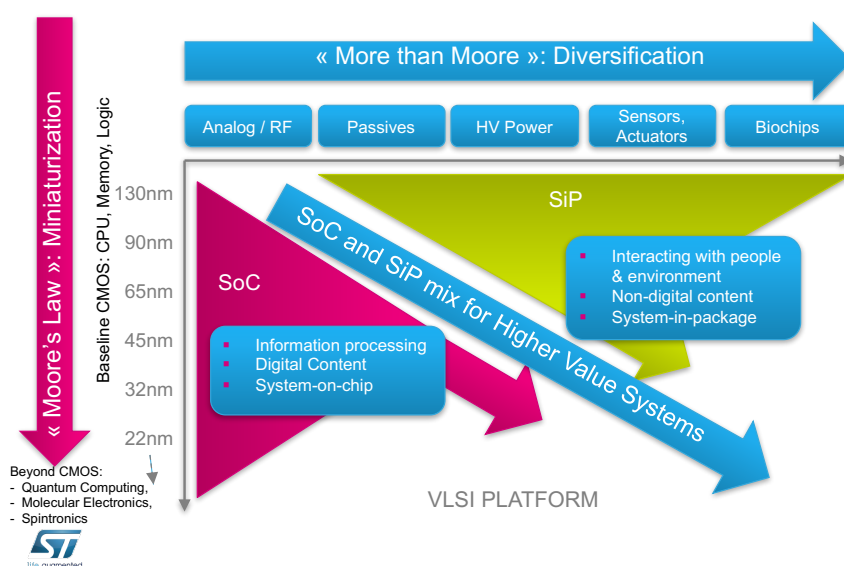 « More than Moore »: Diversification
Analog / RF
Passives
HV Power
Sensors,
Actuators
Biochips
« Moore's Law »: Miniaturization
Baseline CMOS: CPU, Memory, Logic
130nm
90nm
65nm
45nm
32nm
22nm
SiP
SoC
SoC and SiP mix for Higher Value Systems
Interacting with people
& environment
Non-digital content
System-in-package
Information processing
Digital Content
System-on-chip
Beyond CMOS:
- Quantum Computing,
- Molecular Electronics,
- Spintronics
VLSI PLATFORM
ST
life.augmented